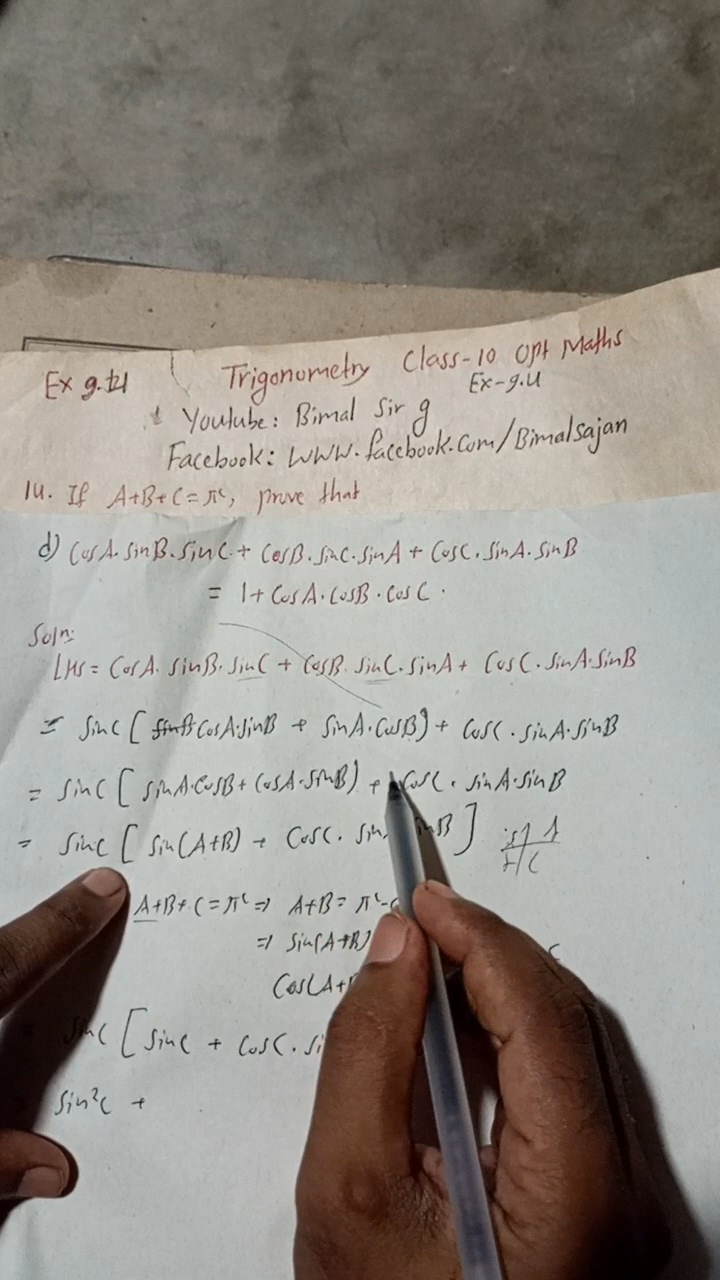 Ex 9.4 Trigonometry Class-10 Opt Maths
Ex-9.4
Youtube: Bimal Sir g
Facebook: www.facebook.com/Bimalsajan
14. If A+B+C = πᶜ, prove that
d) CosA. sinB. sinC + CosB. sinC. sinA + CosC. sinA. sinB
= 1+ CosA. CosB. CosC.
Soln:
LHS = CosA. sinB. sinC + CosB. sinC. sinA + CosC. sinA. sinB
= sinC [ CosA. sinB + sinA. CosB) + CosC. sinA. sinB
= sinC [ sinA. CosB + CosA. sinB) + CosC. sinA. sinB
= sinC [ sin(A+B) + CosC.
A+B+C = πᶜ => A+B = πᶜ-
=> sin(A+B)
Cos(A+
[ sinC + CosC.
sin²C +